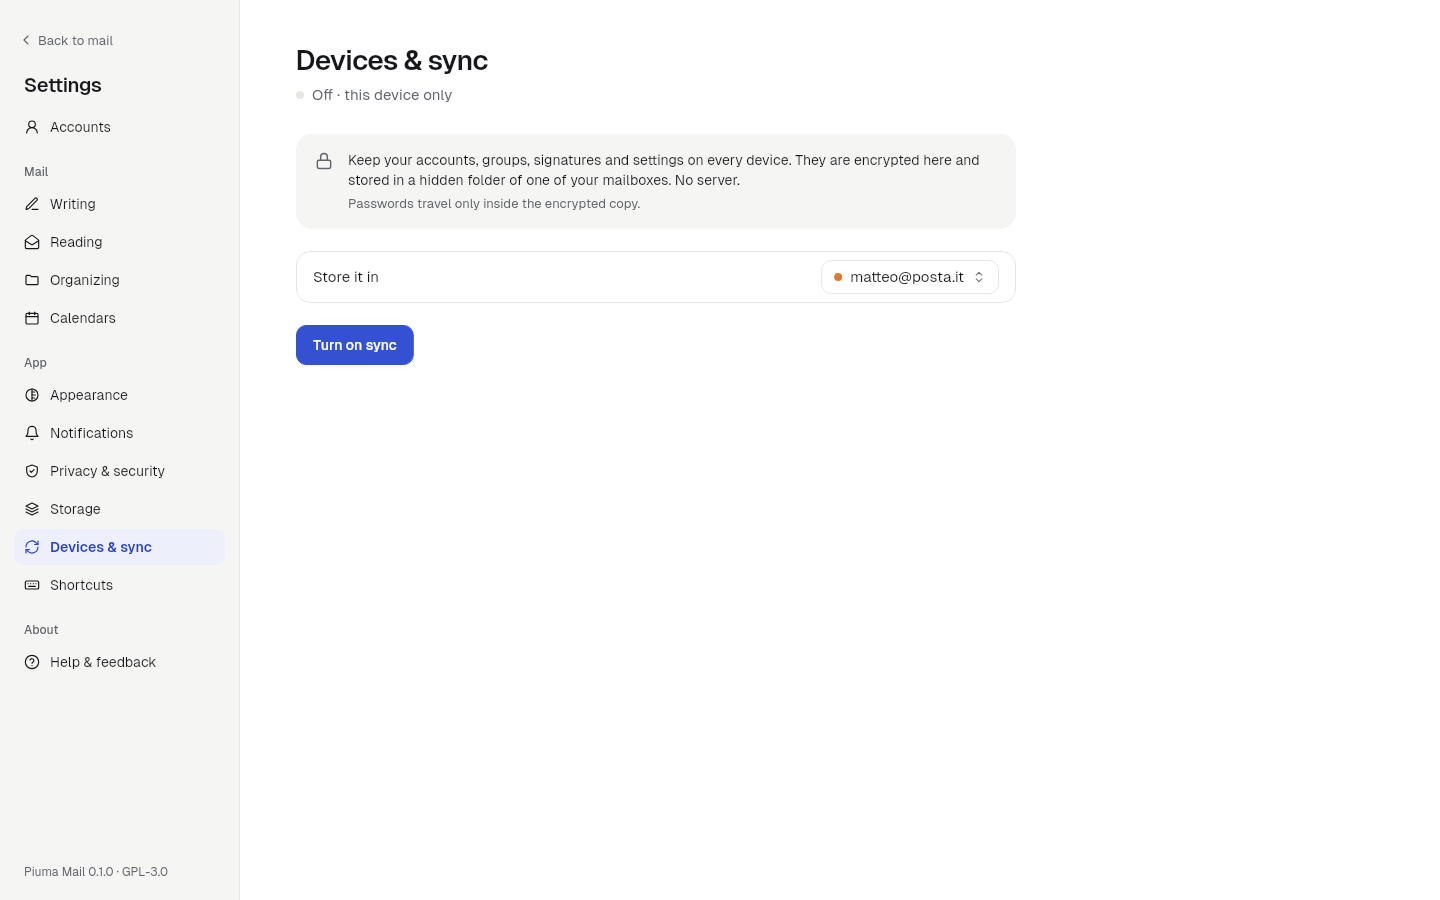 Back to mail
Settings
Accounts
Mail
Writing
Reading
Organizing
Calendars
App
Appearance
Notifications
Privacy & security
Storage
Devices & sync
Shortcuts
About
Help & feedback
Piuma Mail 0.1.0 · GPL-3.0
Devices & sync
Off · this device only
Keep your accounts, groups, signatures and settings on every device. They are encrypted here and
stored in a hidden folder of one of your mailboxes. No server.
Passwords travel only inside the encrypted copy.
Store it in
matteo@posta.it
Turn on sync